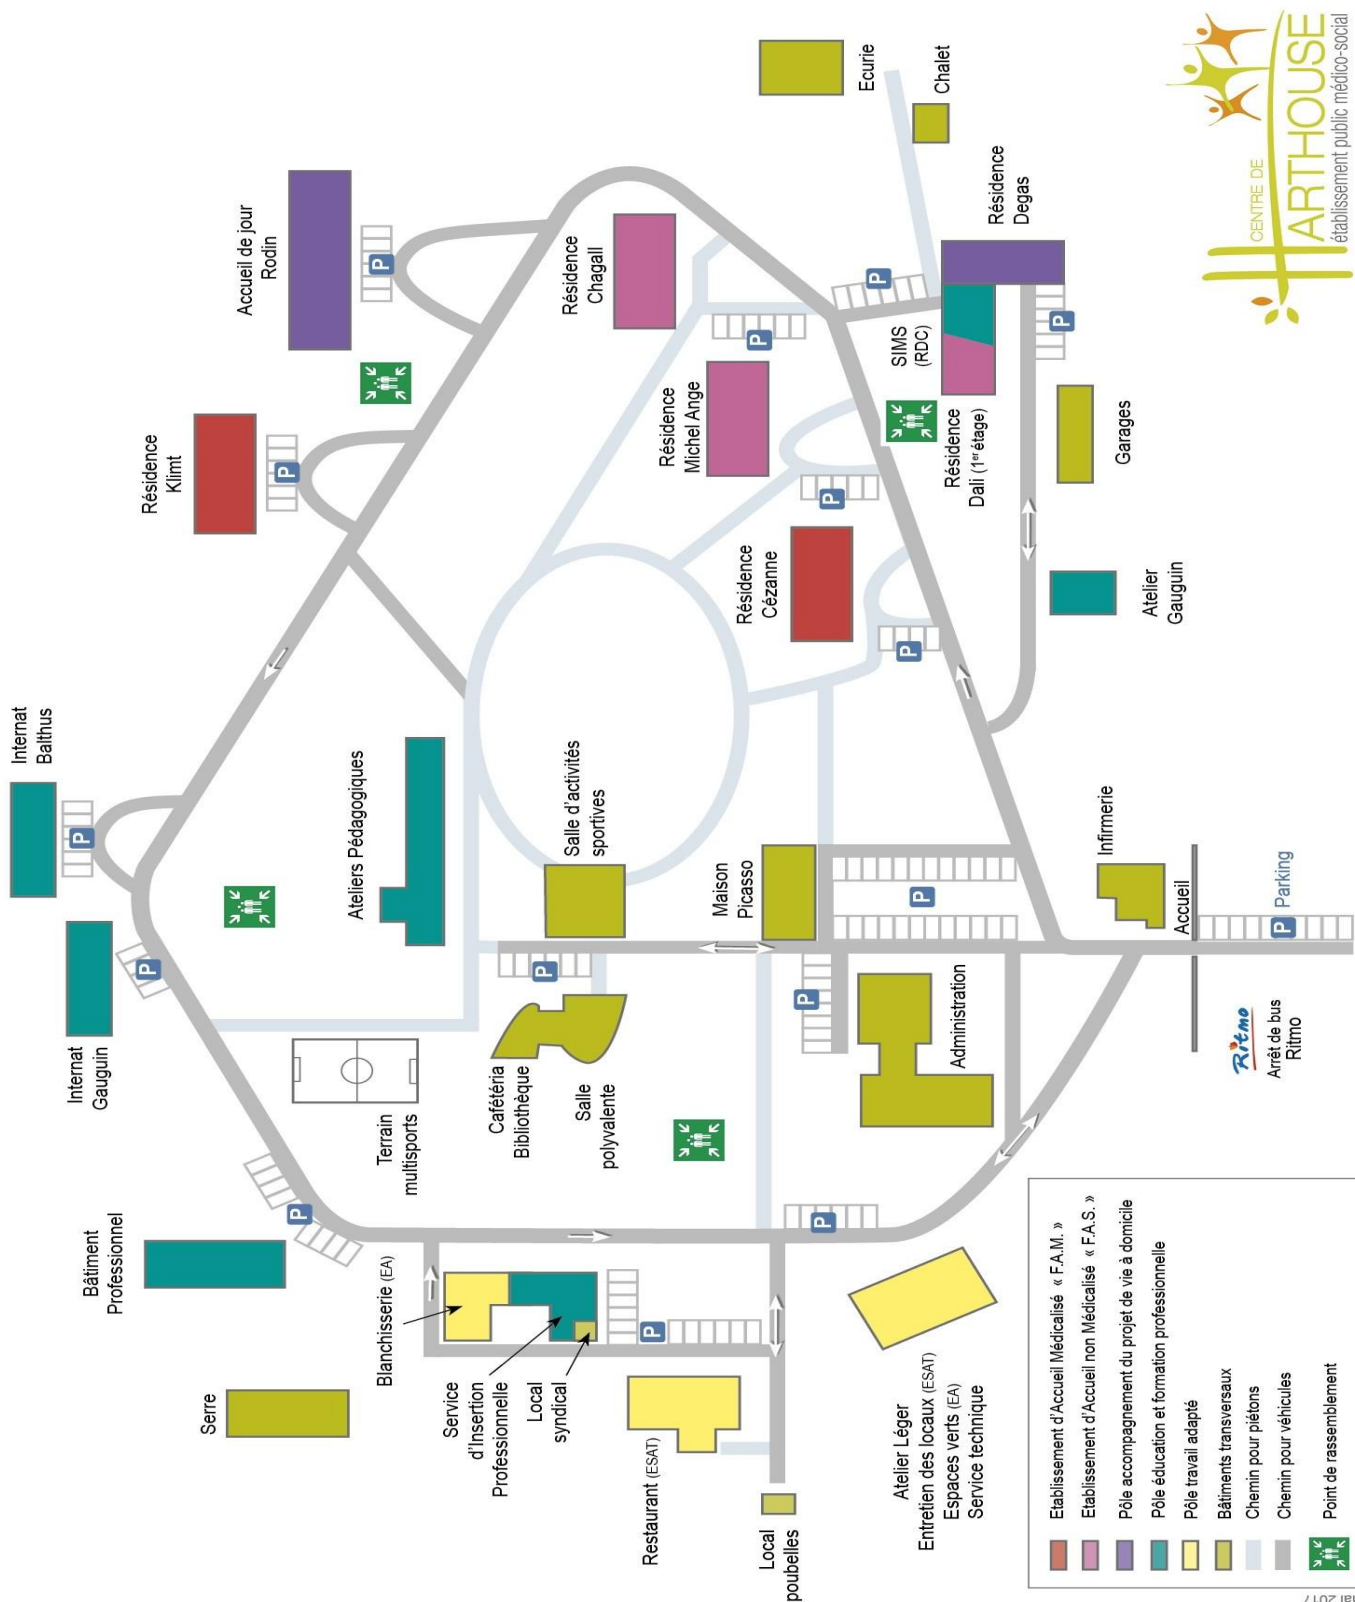 CENTRE DE
ARTHOUSE
établissement public médico-social
Internat
Balthus
Internat
Gauguin
Bâtiment
Professionnel
Serre
Résidence
Klimt
Accueil de jour
Rodin
P
P
P
P
P
Ateliers Pédagogiques
Terrain
multisports
Blanchisserie (EA)
Service
d'Insertion
Professionnelle
Local
syndical
Restaurant (ESAT)
Local
poubelles
P
Cafétéria
Bibliothèque
Salle
polyvalente
P
Salle d'activités
sportives
Résidence
Chagall
Résidence
Michel Ange
P
Résidence
Cézanne
P
P
Maison
Picasso
P
P
P
Administration
Atelier Léger
Entretien des locaux (ESAT)
Espaces verts (EA)
Service technique
Ecurie
Chalet
Résidence
Degas
P
SIMS
(RDC)
Résidence
Dali (1er étage)
P
Garages
Atelier
Gauguin
Infirmerie
Accueil
P
Parking
Ritmo
Arrêt de bus
Ritmo
Etablissement d'Accueil Médicalisé « F.A.M. »
Etablissement d'Accueil non Médicalisé « F.A.S. »
Pôle accompagnement du projet de vie à domicile
Pôle éducation et formation professionnelle
Pôle travail adapté
Bâtiments transversaux
Chemin pour piétons
Chemin pour véhicules
Point de rassemblement
2017